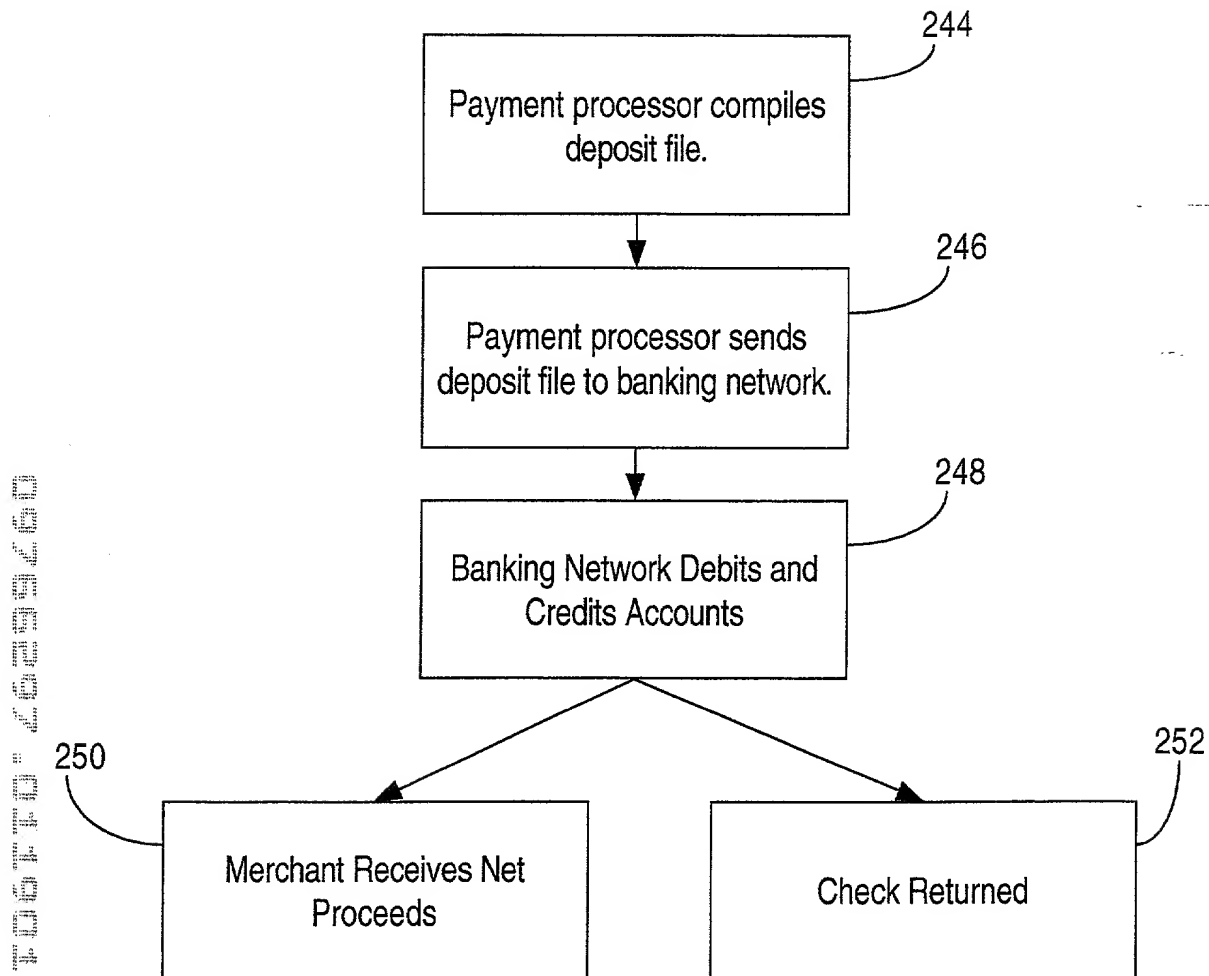 244
Payment processor compiles
deposit file.
246
Payment processor sends
deposit file to banking network.
248
Banking Network Debits and
Credits Accounts
250
252
Merchant Receives Net
Proceeds
Check Returned